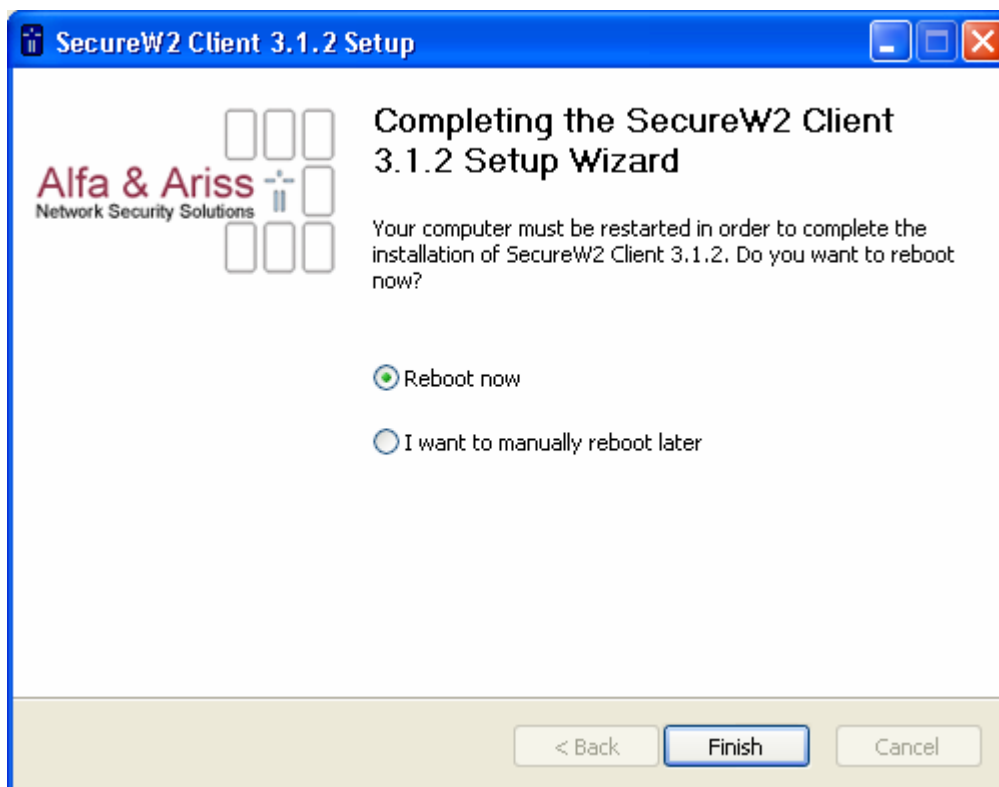 SecureW2 Client 3.1.2 Setup
Alfa & Ariss
Network Security Solutions
Completing the SecureW2 Client
3.1.2 Setup Wizard
Your computer must be restarted in order to complete the
installation of SecureW2 Client 3.1.2. Do you want to reboot
now?
Reboot now
I want to manually reboot later
< Back
Finish
Cancel